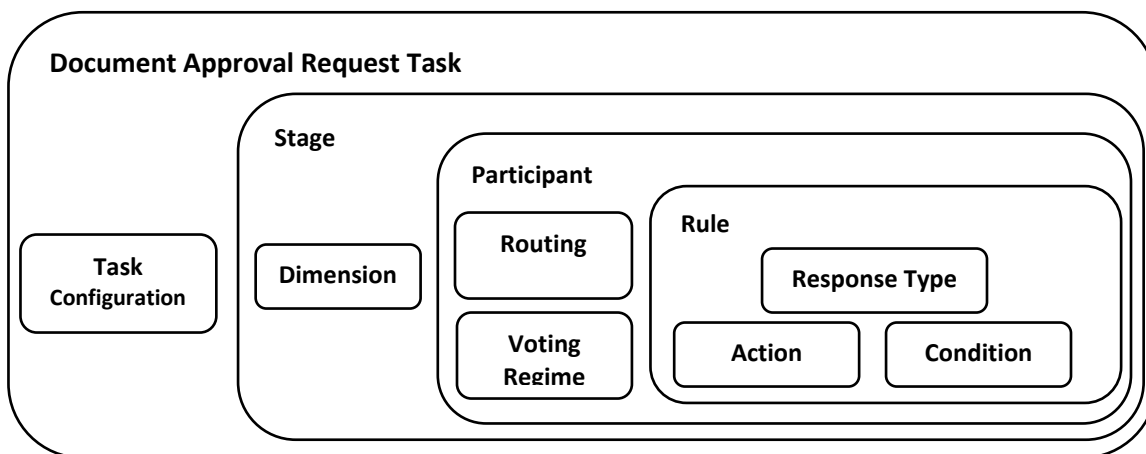 Document Approval Request Task
Stage
Participant
Routing
Rule
Task
Configuration
Dimension
Response Type
Voting
Regime
Action
Condition